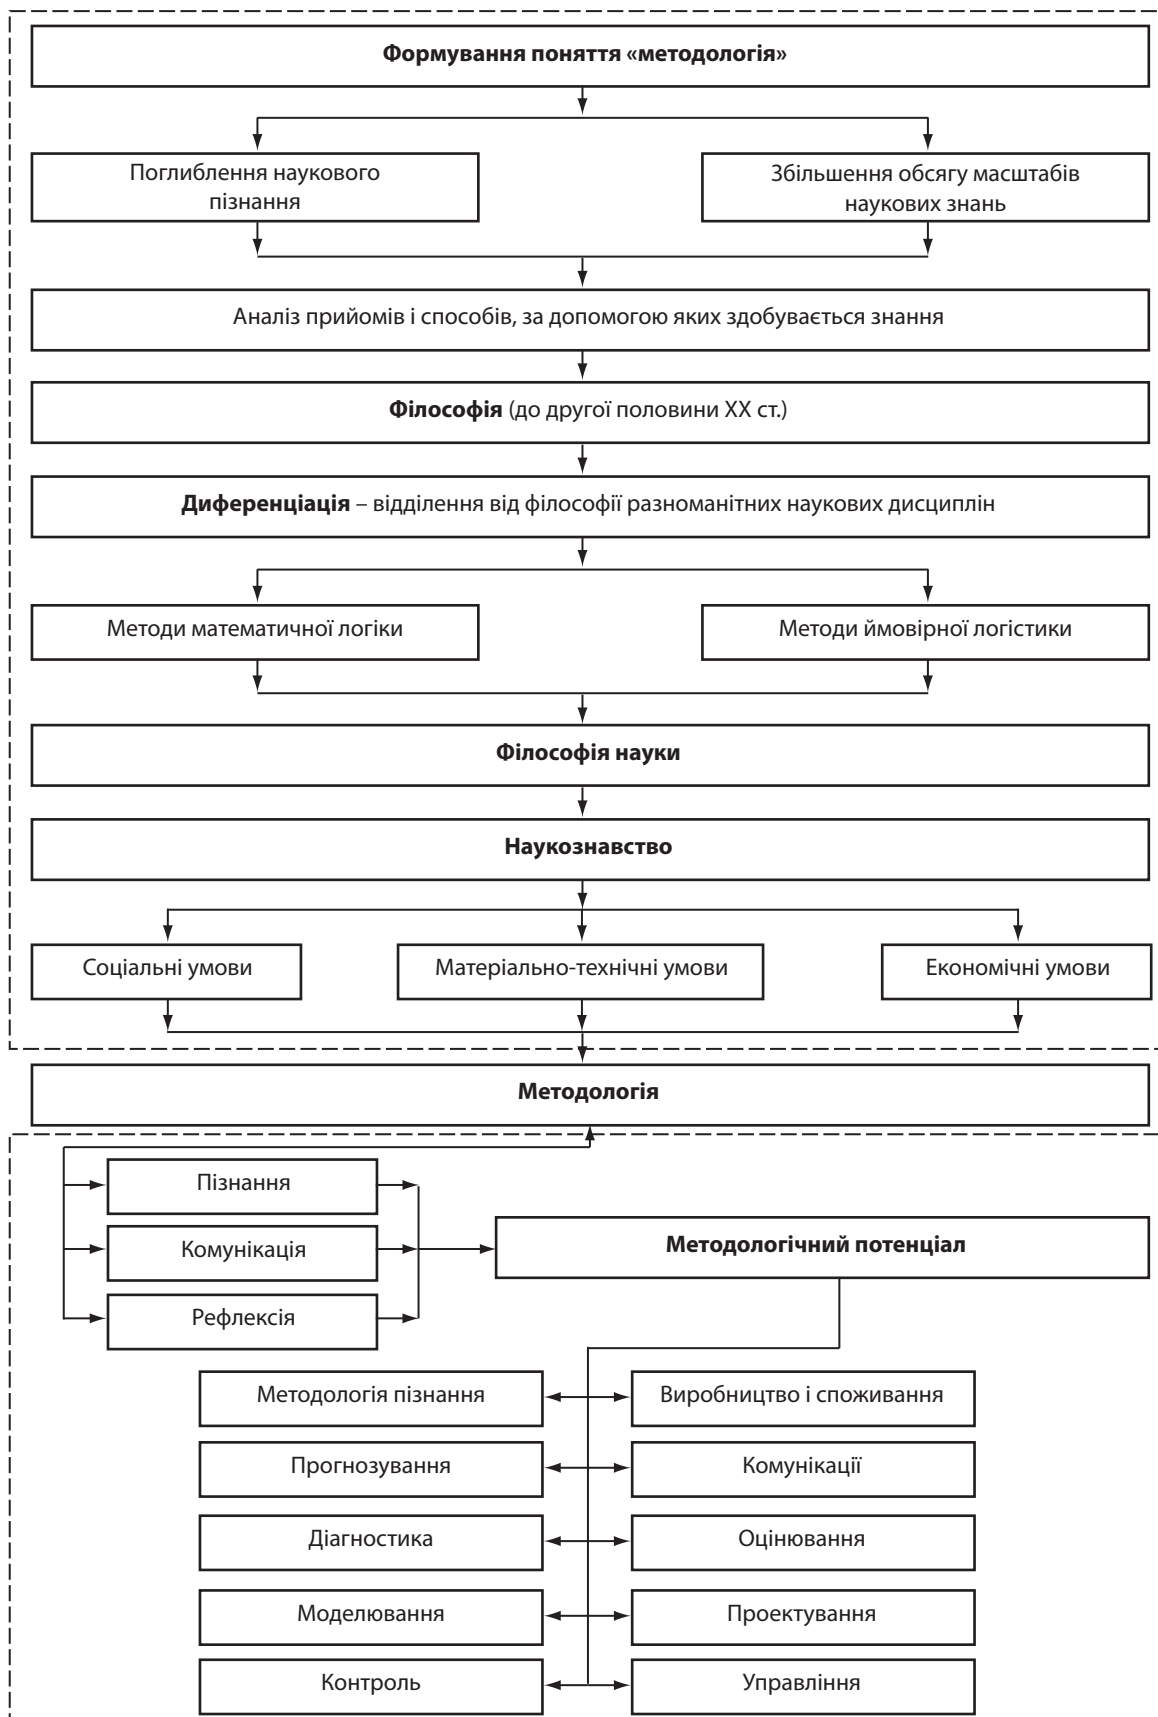 Формування поняття «методологія»
Поглиблення наукового
пізнання
Збільшення обсягу масштабів
наукових знань
Аналіз прийомів і способів, за допомогою яких здобувається знання
Філософія (до другої половини ХХ ст.)
Диференціація – відділення від філософії разноманітних наукових дисциплін
Методи математичної логіки
Методи ймовірної логістики
Філософія науки
Наукознавство
Соціальні умови
Матеріально-технічні умови
Економічні умови
Методологія
Пізнання
Комунікація
Рефлексія
Методологічний потенціал
Методологія пізнання
Виробництво і споживання
Прогнозування
Комунікації
Діагностика
Оцінювання
Моделювання
Проектування
Контроль
Управління